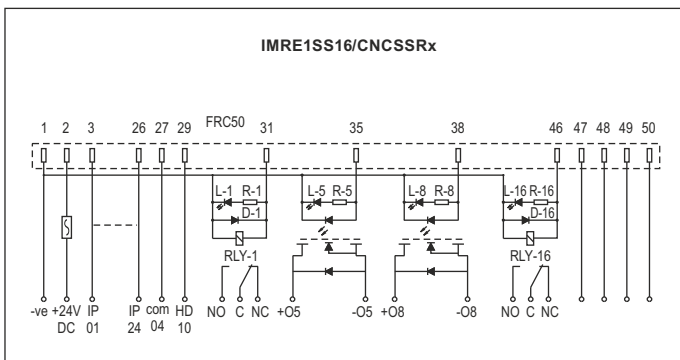 IMRE1SS16/CNCSSRx
1 2 3 26 27 29 FRC50 31 35 38 46 47 48 49 50
L-1 R-1 L-5 R-5 L-8 R-8 L-16 R-16
D-1 D-16
RLY-1 RLY-16
-ve +24V IP IP com HD NO C NC +O5 -O5 +O8 -O8 NO C NC
DC 01 24 04 10